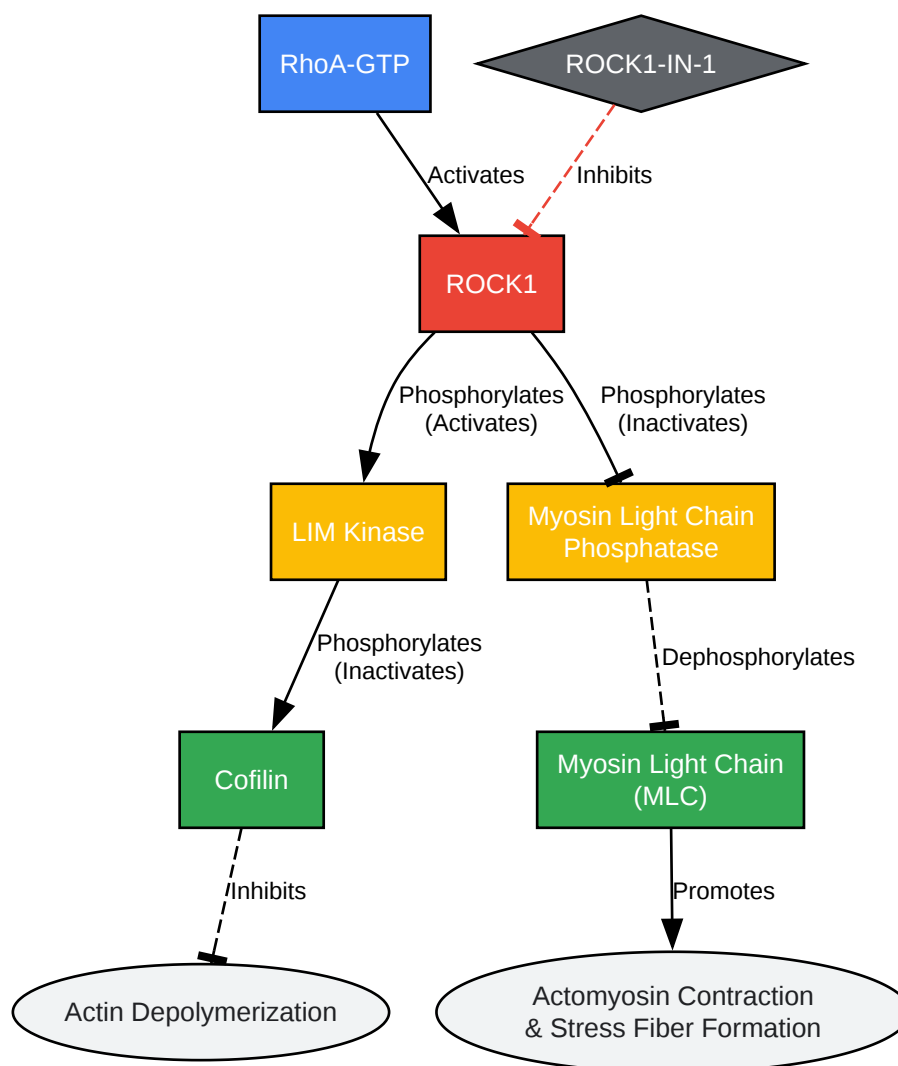 RhoA-GTP
ROCK1-IN-1
Activates
Inhibits
ROCK1
Phosphorylates
(Activates)
Phosphorylates
(Inactivates)
LIM Kinase
Myosin Light Chain
Phosphatase
Phosphorylates
(Inactivates)
Dephosphorylates
Cofilin
Myosin Light Chain
(MLC)
Inhibits
Promotes
Actin Depolymerization
Actomyosin Contraction
& Stress Fiber Formation